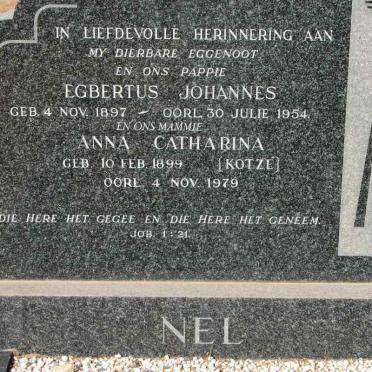 IN LIEFDEVOLLE HERINNERING AAN
MY DIERBARE EGGENOOT
EN ONS PAPPIE
EGBERTUS JOHANNES
GEB. 4 NOV. 1897 — OORL. 30 JULIE 1954.
EN ONS MAMMIE
ANNA CATHARINA
GEB. 10 FEB. 1899 [KOTZE]
OORL. 4 NOV. 1979
DIE HERE HET GEGEE EN DIE HERE HET GENEEM.
JOB. 1:21.
NEL